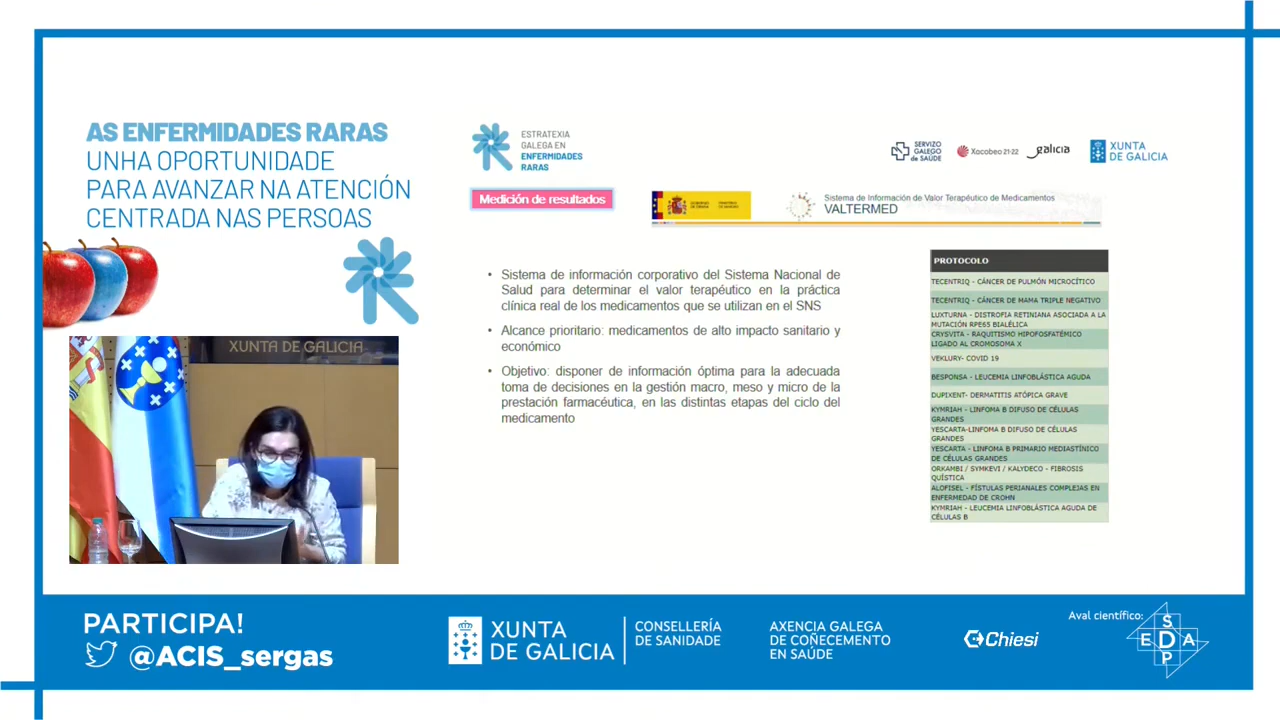 AS ENFERMIDADES RARAS
UNHA OPORTUNIDADE
PARA AVANZAR NA ATENCIÓN
CENTRADA NAS PERSOAS
XUNTA DE GALICIA
ESTRATEXIA
GALEGA EN
ENFERMIDADES
RARAS
SERVIZO
GALEGO
de SAÚDE
Xacobeo 21·22
galicia
XUNTA
DE GALICIA
Medición de resultados
Sistema de Información de Valor Terapéutico de Medicamentos
VALTERMED
• Sistema de información corporativo del Sistema Nacional de
Salud para determinar el valor terapéutico en la práctica
clínica real de los medicamentos que se utilizan en el SNS
• Alcance prioritario: medicamentos de alto impacto sanitario y
económico
• Objetivo: disponer de información óptima para la adecuada
toma de decisiones en la gestión macro, meso y micro de la
prestación farmacéutica, en las distintas etapas del ciclo del
medicamento
PROTOCOLO
TECENTRIQ - CÁNCER DE PULMÓN MICROCÍTICO
TECENTRIQ - CÁNCER DE MAMA TRIPLE NEGATIVO
LUXTURNA - DISTROFIA RETINIANA ASOCIADA A LA
MUTACIÓN RPE65 BIALÉLICA
CRYSVITA - RAQUITISMO HIPOFOSFATÉMICO
LIGADO AL CROMOSOMA X
VEKLURY- COVID 19
BESPONSA - LEUCEMIA LINFOBLÁSTICA AGUDA
DUPIXENT- DERMATITIS ATÓPICA GRAVE
KYMRIAH - LINFOMA B DIFUSO DE CÉLULAS
GRANDES
YESCARTA-LINFOMA B DIFUSO DE CÉLULAS
GRANDES
YESCARTA - LINFOMA B PRIMARIO MEDIASTÍNICO
DE CÉLULAS GRANDES
ORKAMBI / SYMKEVI / KALYDECO - FIBROSIS
QUÍSTICA
ALOFISEL - FÍSTULAS PERIANALES COMPLEJAS EN
ENFERMEDAD DE CROHN
KYMRIAH - LEUCEMIA LINFOBLÁSTICA AGUDA DE
CÉLULAS B
PARTICIPA!
@ACIS_sergas
XUNTA
DE GALICIA
CONSELLERÍA
DE SANIDADE
AXENCIA GALEGA
DE COÑECEMENTO
EN SAÚDE
Chiesi
Aval científico:
S
E D A
P